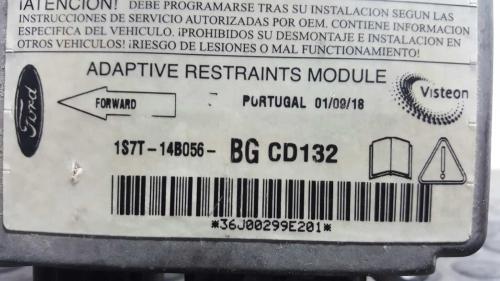 ¡ATENCIÓN! DEBE PROGRAMARSE TRAS SU INSTALACION SEGUN LAS
INSTRUCCIONES DE SERVICIO AUTORIZADAS POR OEM. CONTIENE INFORMACION
ESPECIFICA DEL VEHICULO. ¡PROHIBIDOS SU DESMONTAJE E INSTALACION EN
OTROS VEHICULOS! ¡RIESGO DE LESIONES O MAL FUNCIONAMIENTO!
ADAPTIVE RESTRAINTS MODULE
Ford
FORWARD
PORTUGAL 01/09/18
Visteon
1S7T-14B056- BG CD132
*36J00299E201*